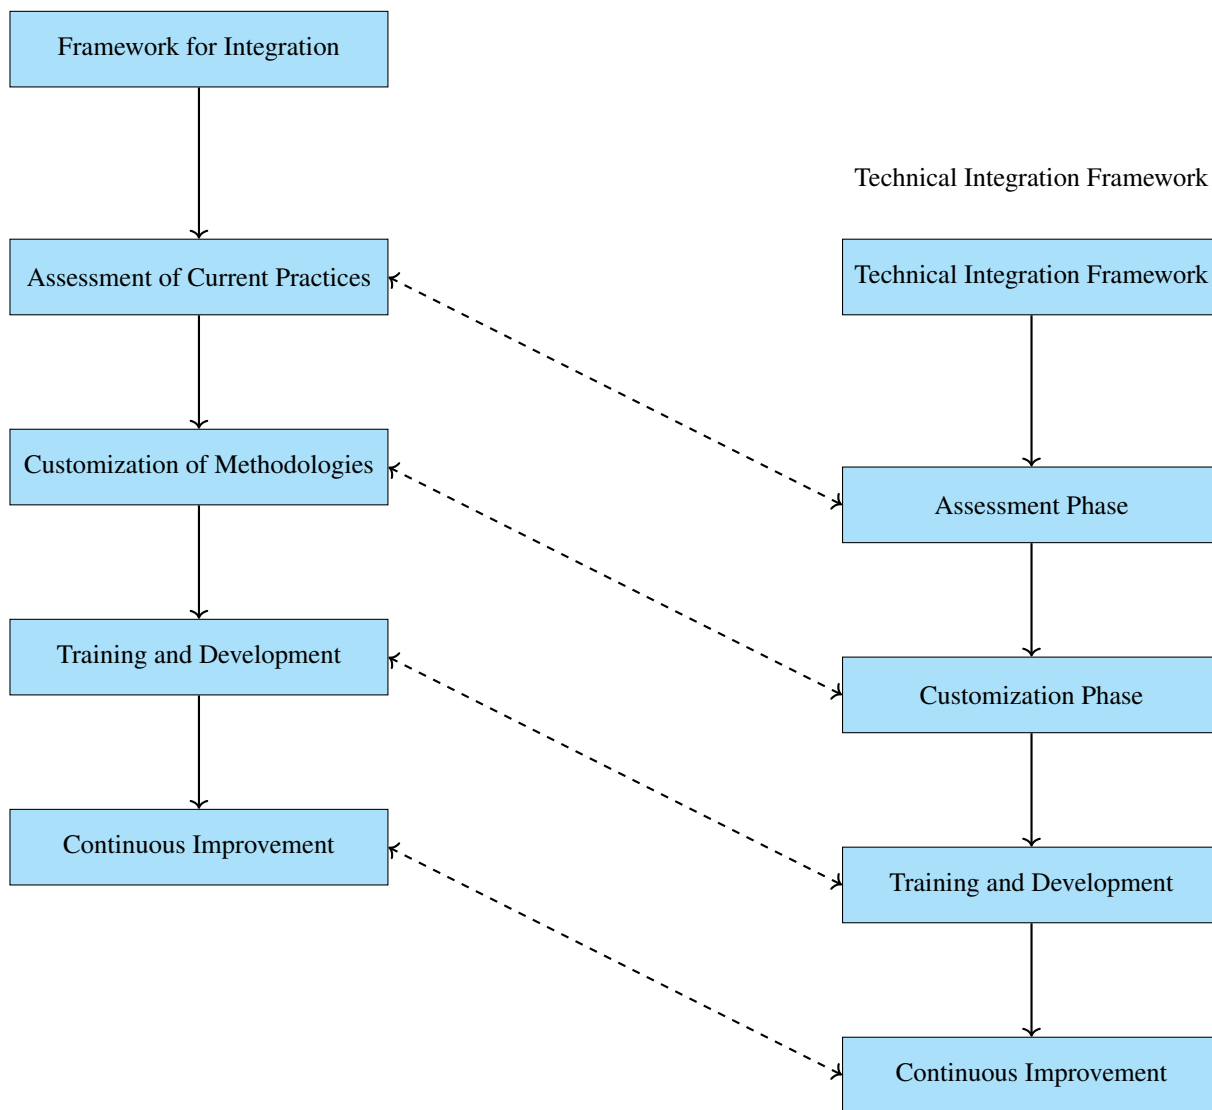 Framework for Integration
Assessment of Current Practices
Customization of Methodologies
Training and Development
Continuous Improvement
Technical Integration Framework
Technical Integration Framework
Assessment Phase
Customization Phase
Training and Development
Continuous Improvement